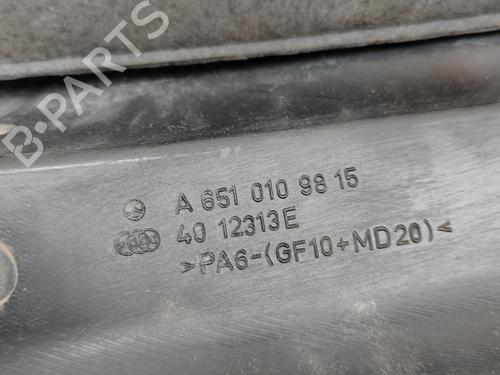 B-PARTS
A 651 010 98 15
40 12313E
>PA6-(GF10+MD20)<